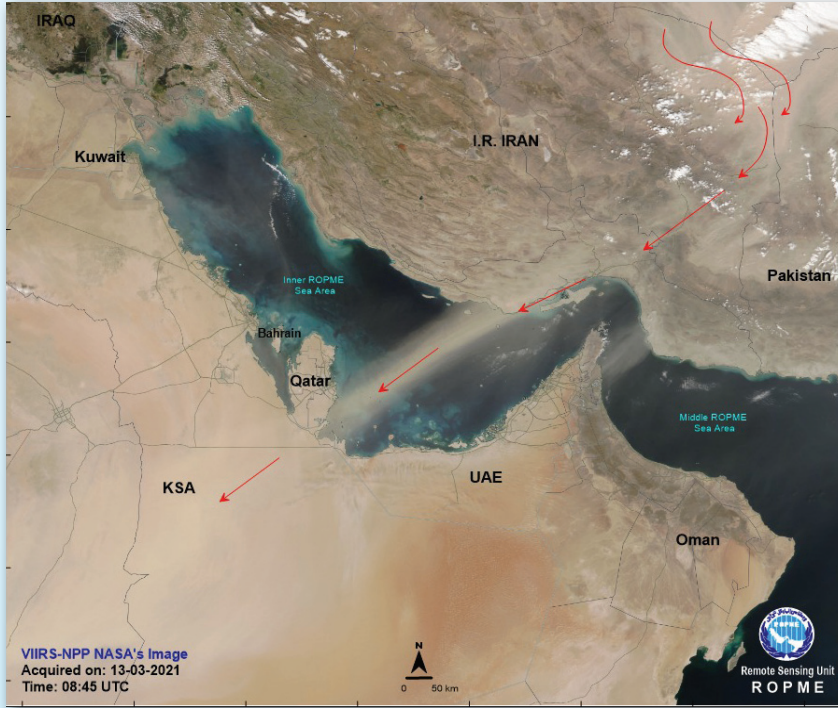 IRAQ
Kuwait
I.R. IRAN
Pakistan
Inner ROPME
Sea Area
Bahrain
Qatar
Middle ROPME
Sea Area
KSA
UAE
Oman
VIIRS-NPP NASA's Image
Acquired on: 13-03-2021
Time: 08:45 UTC
N
0 50 km
ROPME
Remote Sensing Unit
R O P M E